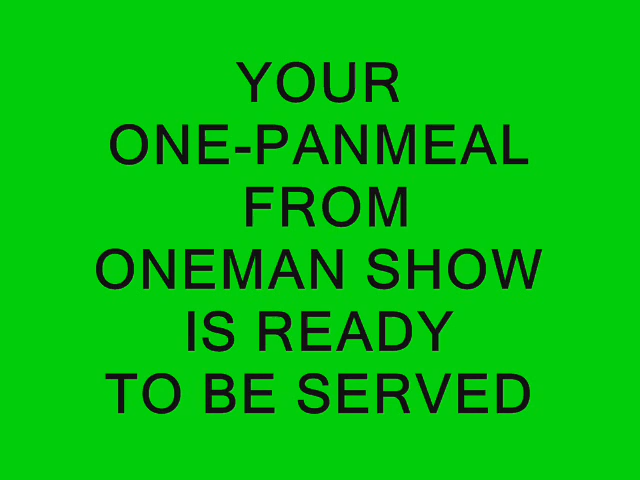 YOUR
ONE-PANMEAL
FROM
ONEMAN SHOW
IS READY
TO BE SERVED